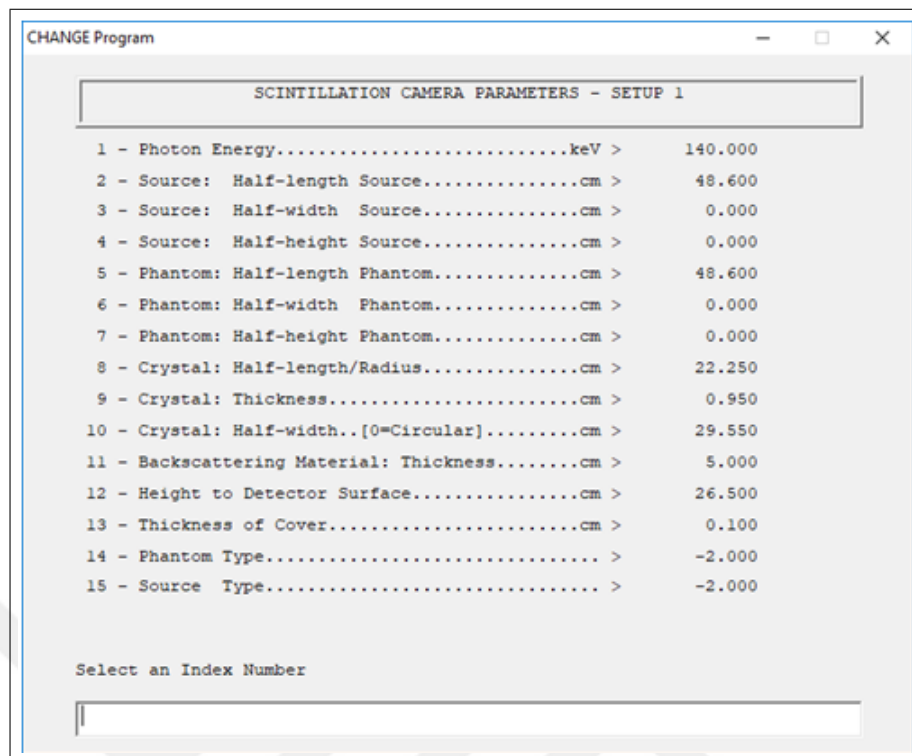 CHANGE Program
SCINTILLATION CAMERA PARAMETERS - SETUP 1
1 - Photon Energy............................keV > 140.000
2 - Source: Half-length Source...............cm > 48.600
3 - Source: Half-width Source...............cm > 0.000
4 - Source: Half-height Source...............cm > 0.000
5 - Phantom: Half-length Phantom..............cm > 48.600
6 - Phantom: Half-width Phantom..............cm > 0.000
7 - Phantom: Half-height Phantom..............cm > 0.000
8 - Crystal: Half-length/Radius...............cm > 22.250
9 - Crystal: Thickness........................cm > 0.950
10 - Crystal: Half-width..[0=Circular].........cm > 29.550
11 - Backscattering Material: Thickness........cm > 5.000
12 - Height to Detector Surface................cm > 26.500
13 - Thickness of Cover........................cm > 0.100
14 - Phantom Type................................ > -2.000
15 - Source Type................................ > -2.000
Select an Index Number